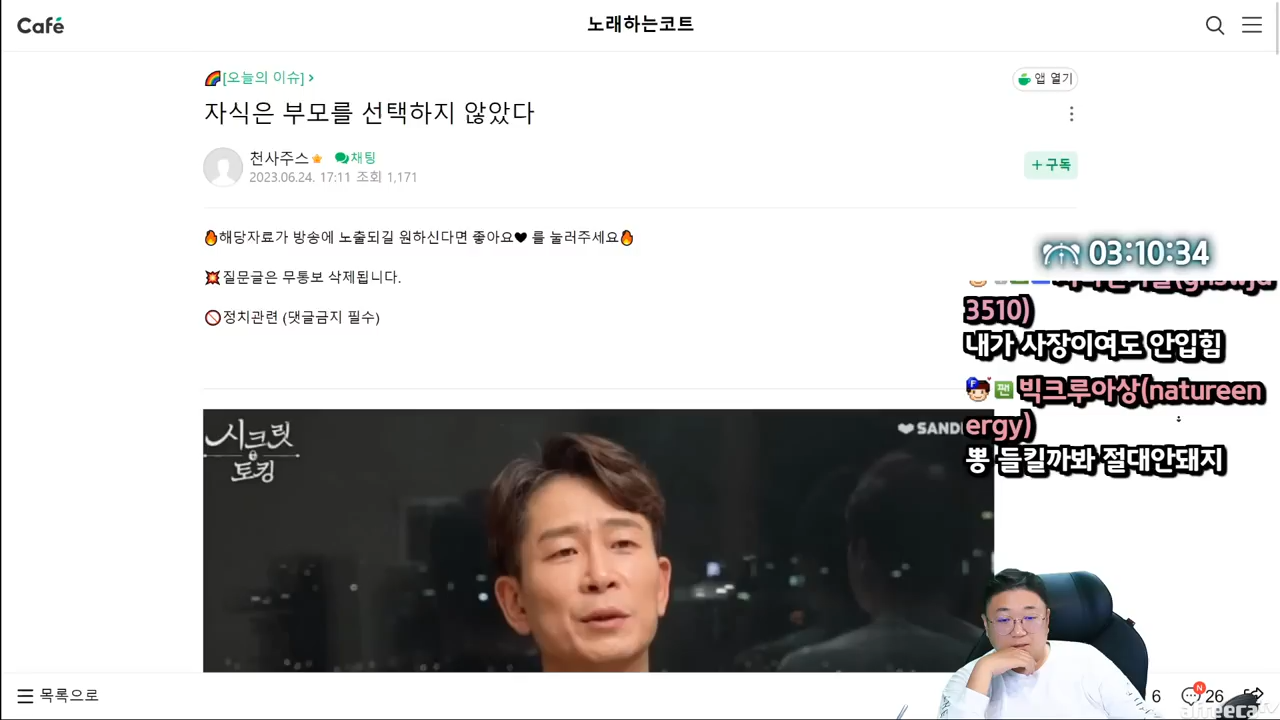 Café
노래하는코트
🌈[오늘의 이슈] >
앱 열기
자식은 부모를 선택하지 않았다
천사주스 채팅
2023.06.24. 17:11 조회 1,171
+ 구독
🔥해당자료가 방송에 노출되길 원하신다면 좋아요🖤 를 눌러주세요🔥
💥질문글은 무통보 삭제됩니다.
🚫정치관련 (댓글금지 필수)
03:10:34
3510)
내가 사장이여도 안입힘
팬 빅크루아상(natureen
ergy)
뽕 들킬까봐 절대안돼지
시크릿
토킹
SAND
목록으로
6
N
26
afreecaTV